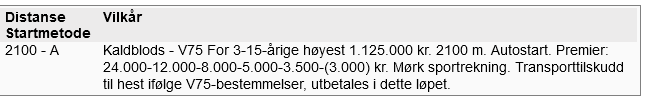 Distanse Vilkår
Startmetode
2100 - A Kaldblods - V75 For 3-15-årige høyest 1.125.000 kr. 2100 m. Autostart. Premier:
24.000-12.000-8.000-5.000-3.500-(3.000) kr. Mørk sportrekning. Transporttilskudd
til hest ifølge V75-bestemmelser, utbetales i dette løpet.